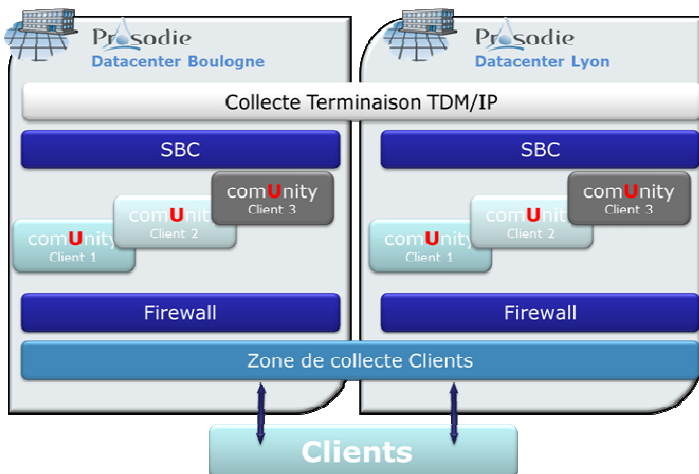 Prosodie
Datacenter Boulogne
Prosodie
Datacenter Lyon
Collecte Terminaison TDM/IP
SBC
SBC
comUnity
Client 3
comUnity
Client 2
comUnity
Client 1
comUnity
Client 3
comUnity
Client 2
comUnity
Client 1
Firewall
Firewall
Zone de collecte Clients
Clients